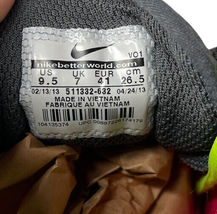 V01
nikebetterworld.com
US UK EUR cm
9.5 7 41 26.5
02/13/13 511332-632 04/24/13
MADE IN VIETNAM
FABRIQUE AU VIETNAM
UPC